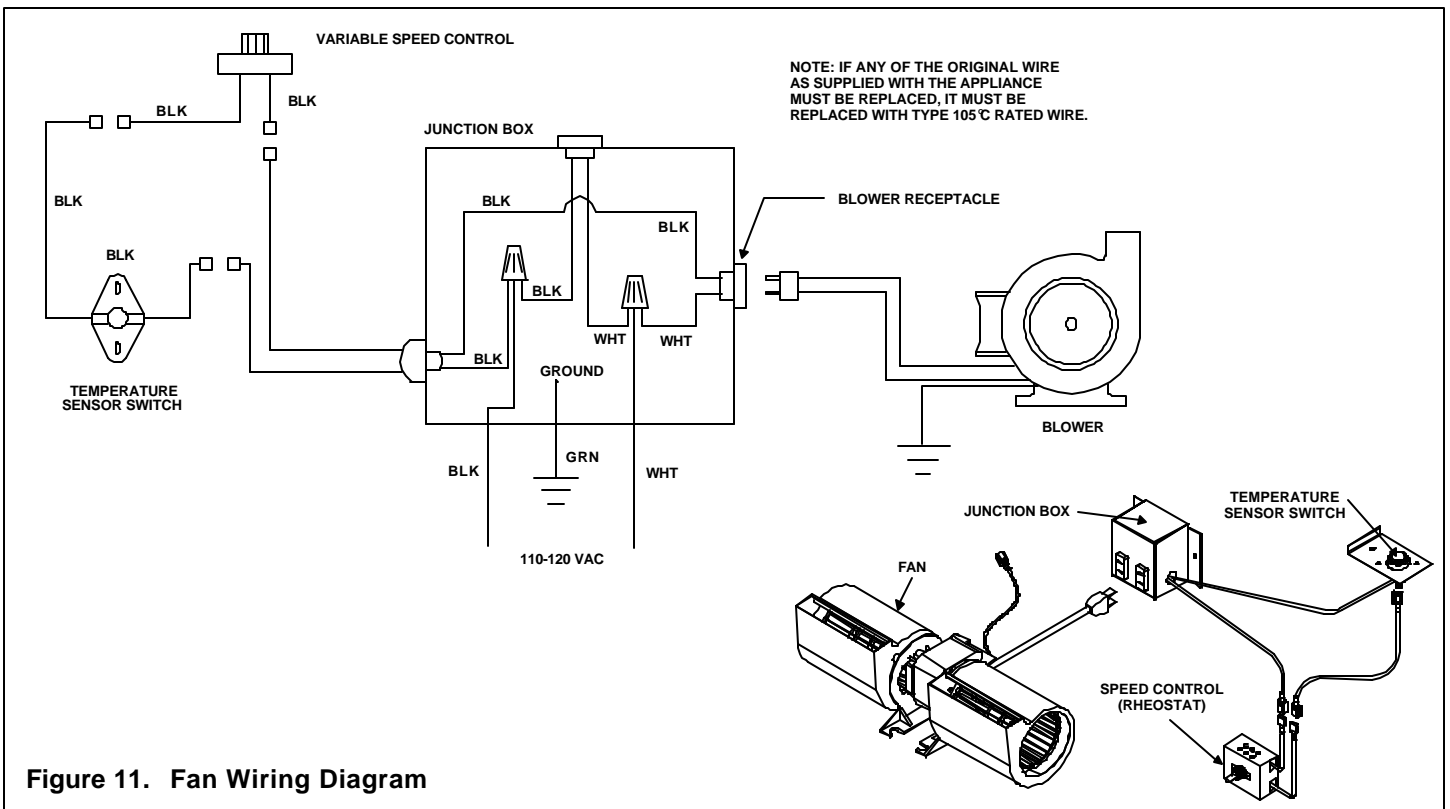 VARIABLE SPEED CONTROL
NOTE: IF ANY OF THE ORIGINAL WIRE
AS SUPPLIED WITH THE APPLIANCE
MUST BE REPLACED, IT MUST BE
REPLACED WITH TYPE 105°C RATED WIRE.
BLK
BLK
JUNCTION BOX
BLK
BLK
BLOWER RECEPTACLE
BLK
BLK
BLK
WHT
WHT
BLK
GROUND
TEMPERATURE
SENSOR SWITCH
BLOWER
GRN
BLK
WHT
110-120 VAC
JUNCTION BOX
TEMPERATURE
SENSOR SWITCH
FAN
SPEED CONTROL
(RHEOSTAT)
Figure 11. Fan Wiring Diagram